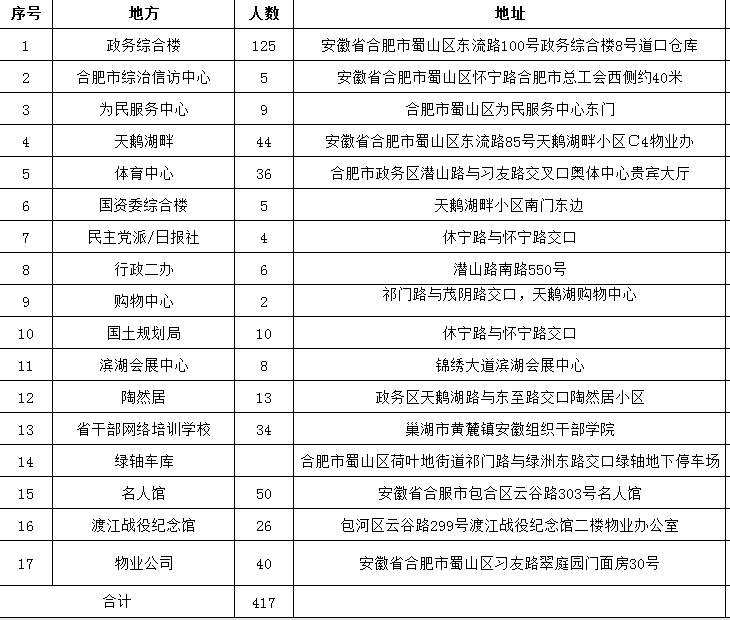 序号 地方 人数 地址
1 政务综合楼 125 安徽省合肥市蜀山区东流路100号政务综合楼8号道口仓库
2 合肥市综治信访中心 5 安徽省合肥市蜀山区怀宁路合肥市总工会西侧约40米
3 为民服务中心 9 合肥市蜀山区为民服务中心东门
4 天鹅湖畔 44 安徽省合肥市蜀山区东流路85号天鹅湖畔小区C4物业办
5 体育中心 36 合肥市政务区潜山路与习友路交叉口奥体中心贵宾大厅
6 国资委综合楼 5 天鹅湖畔小区南门东边
7 民主党派/日报社 4 休宁路与怀宁路交口
8 行政二办 6 潜山路南路550号
9 购物中心 2 祁门路与茂阴路交口，天鹅湖购物中心
10 国土规划局 10 休宁路与怀宁路交口
11 滨湖会展中心 8 锦绣大道滨湖会展中心
12 陶然居 13 政务区天鹅湖路与东至路交口陶然居小区
13 省干部网络培训学校 34 巢湖市黄麓镇安徽组织干部学院
14 绿轴车库 合肥市蜀山区荷叶地街道祁门路与绿洲东路交口绿轴地下停车场
15 名人馆 50 安徽省合服市包合区云谷路303号名人馆
16 渡江战役纪念馆 26 包河区云谷路299号渡江战役纪念馆二楼物业办公室
17 物业公司 40 安徽省合肥市蜀山区习友路翠庭园门面房30号
合计 417